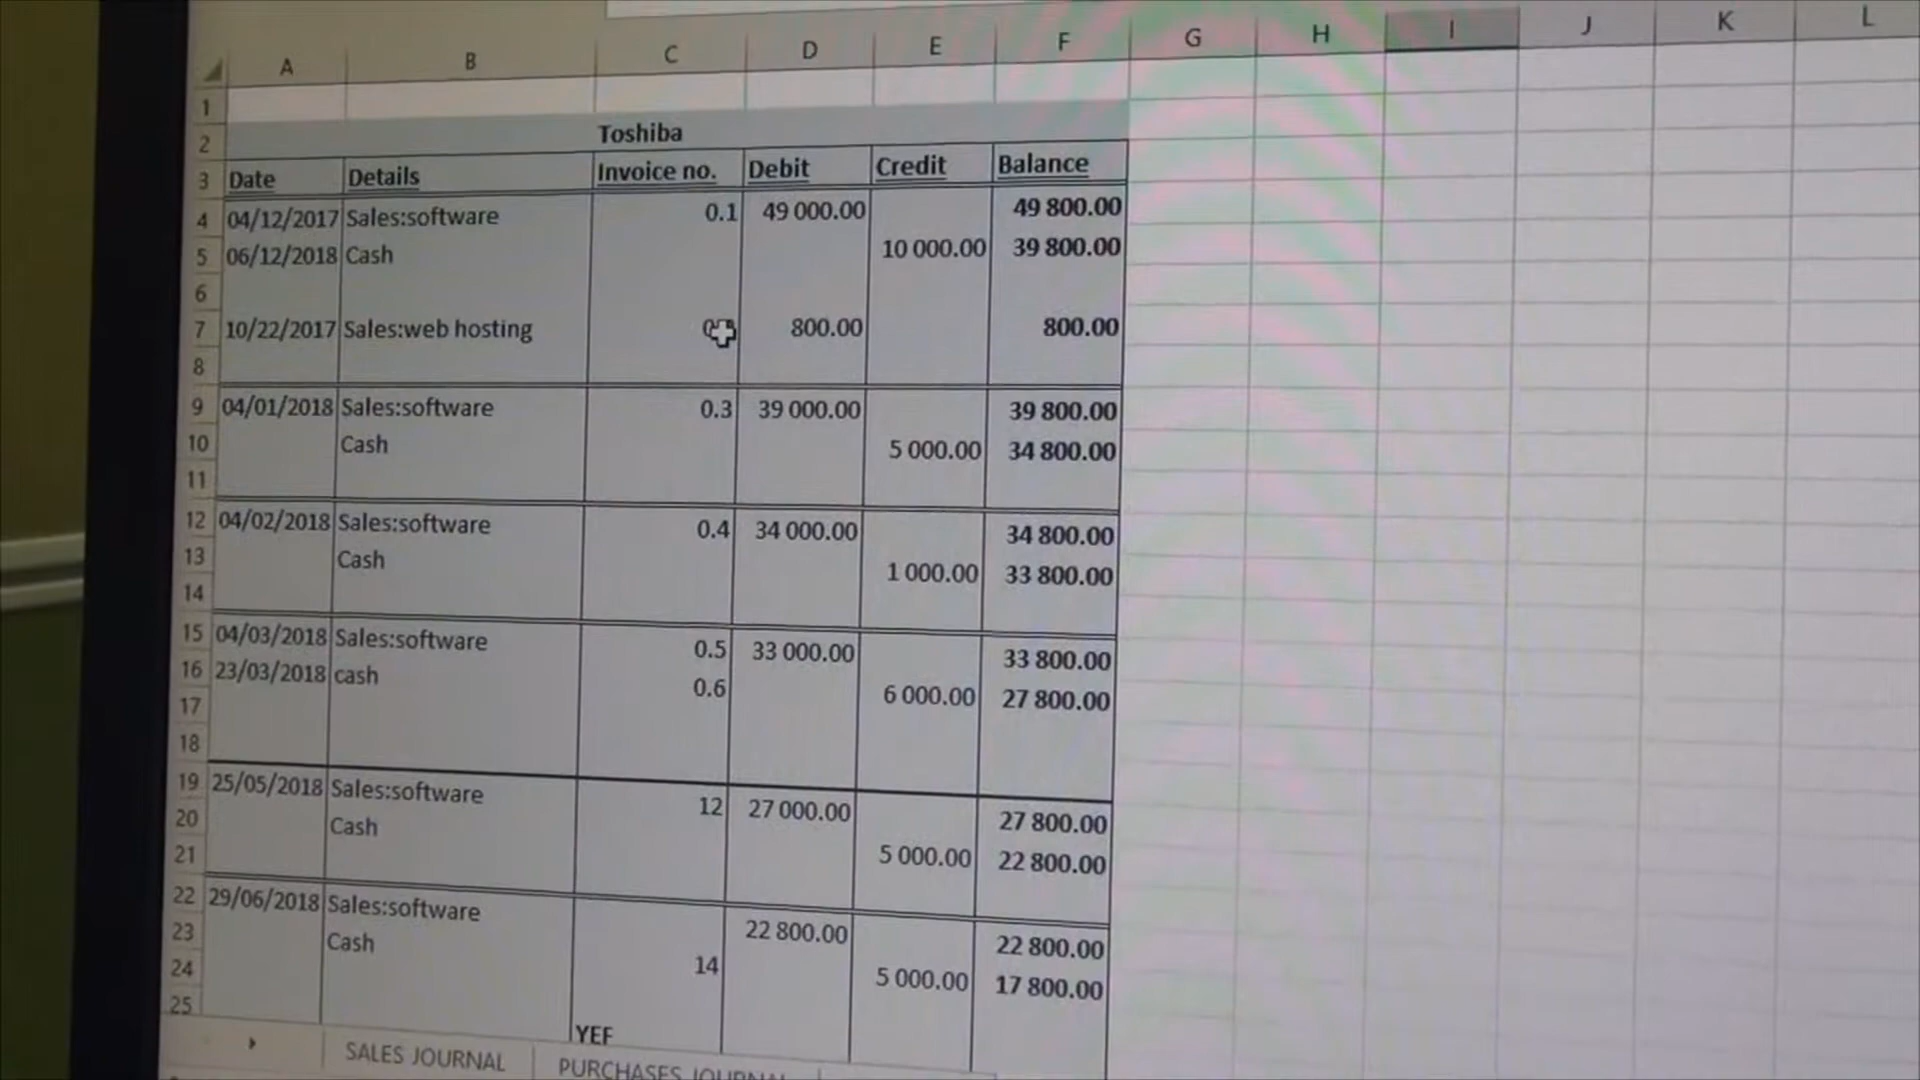 A B C D E F G H I J K L
1
2 Toshiba
3 Date Details Invoice no. Debit Credit Balance
4 04/12/2017 Sales:software 0.1 49 000.00 49 800.00
5 06/12/2018 Cash 10 000.00 39 800.00
6
7 10/22/2017 Sales:web hosting 800.00 800.00
8
9 04/01/2018 Sales:software 0.3 39 000.00 39 800.00
10 Cash 5 000.00 34 800.00
11
12 04/02/2018 Sales:software 0.4 34 000.00 34 800.00
13 Cash 1 000.00 33 800.00
14
15 04/03/2018 Sales:software 0.5 33 000.00 33 800.00
16 23/03/2018 cash 0.6 6 000.00 27 800.00
17
18
19 25/05/2018 Sales:software 12 27 000.00 27 800.00
20 Cash 5 000.00 22 800.00
21
22 29/06/2018 Sales:software 22 800.00 22 800.00
23 Cash 14 5 000.00 17 800.00
24
25 YEF
SALES JOURNAL PURCHASES JOURNAL